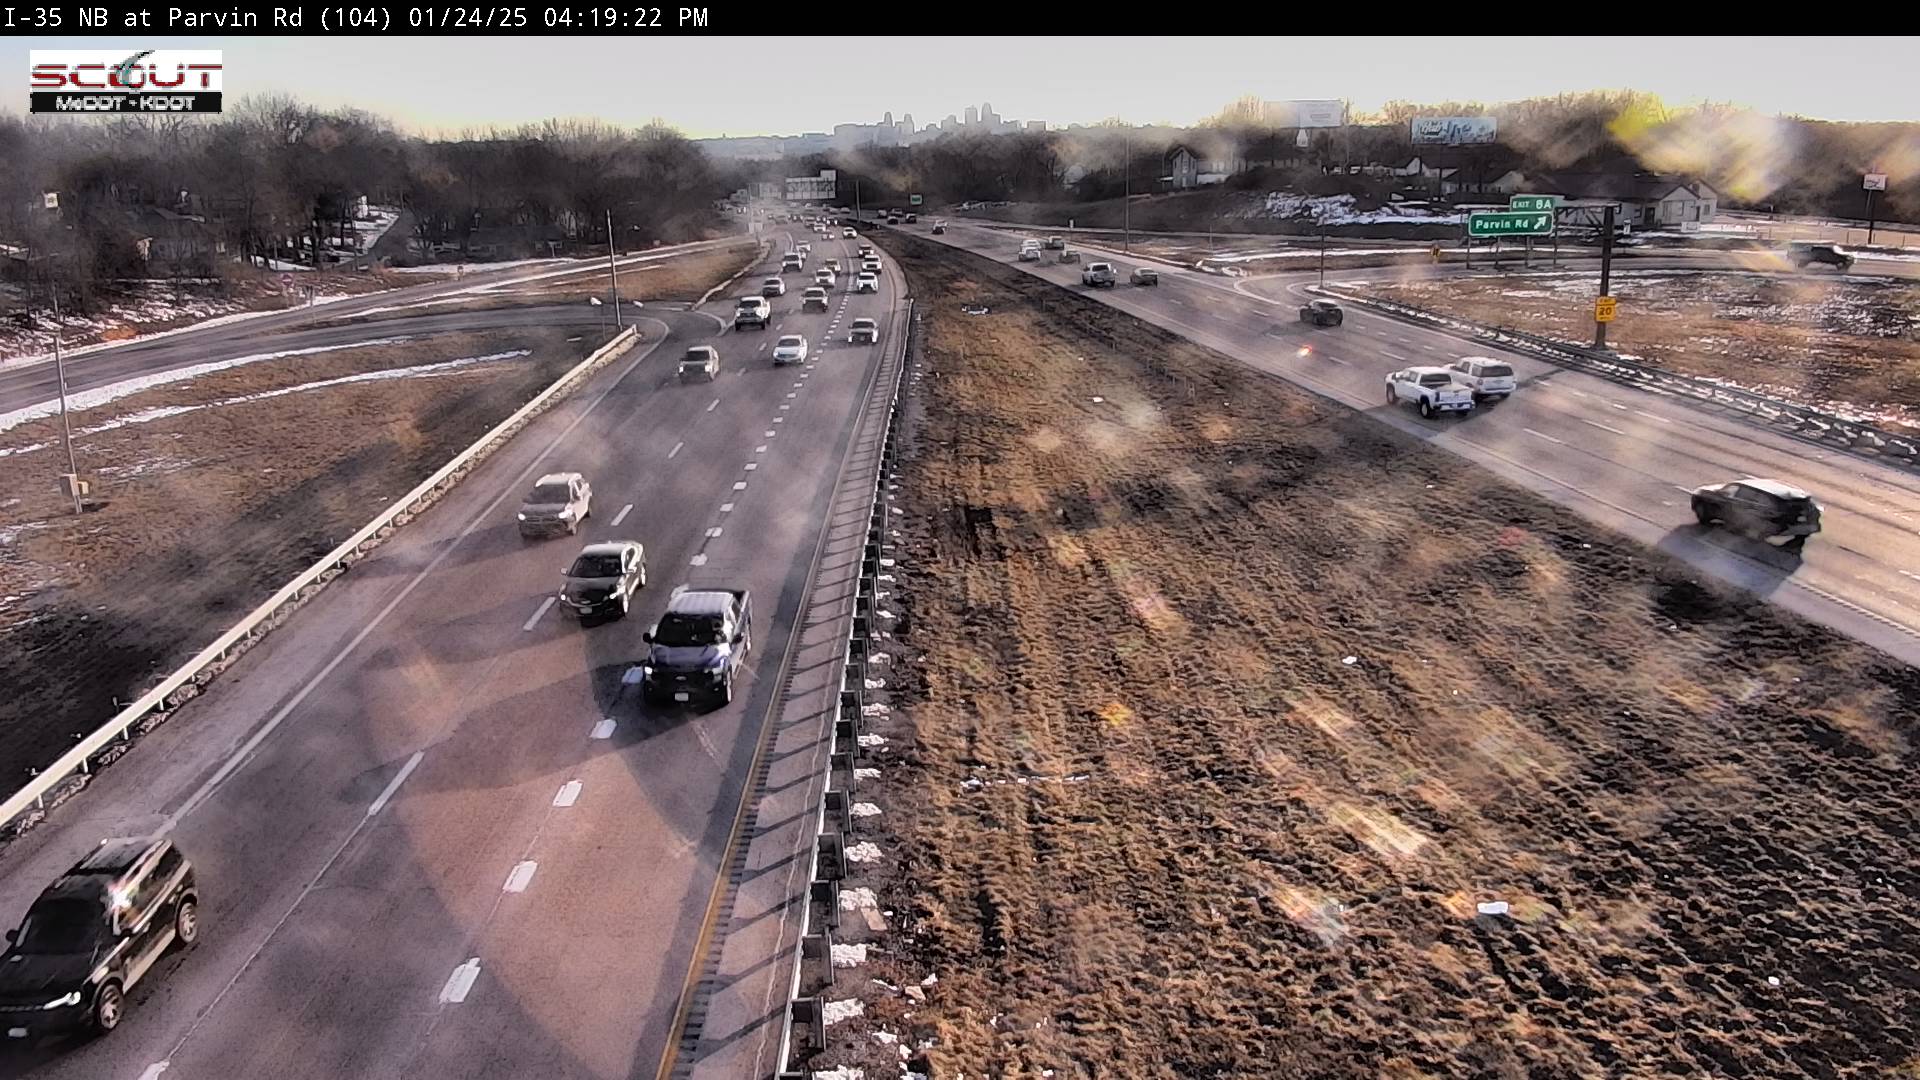 I-35 NB at Parvin Rd (104) 01/24/25 04:19:22 PM
SCOUT
MoDOT - KDOT
EXIT 8A
Parvin Rd
20